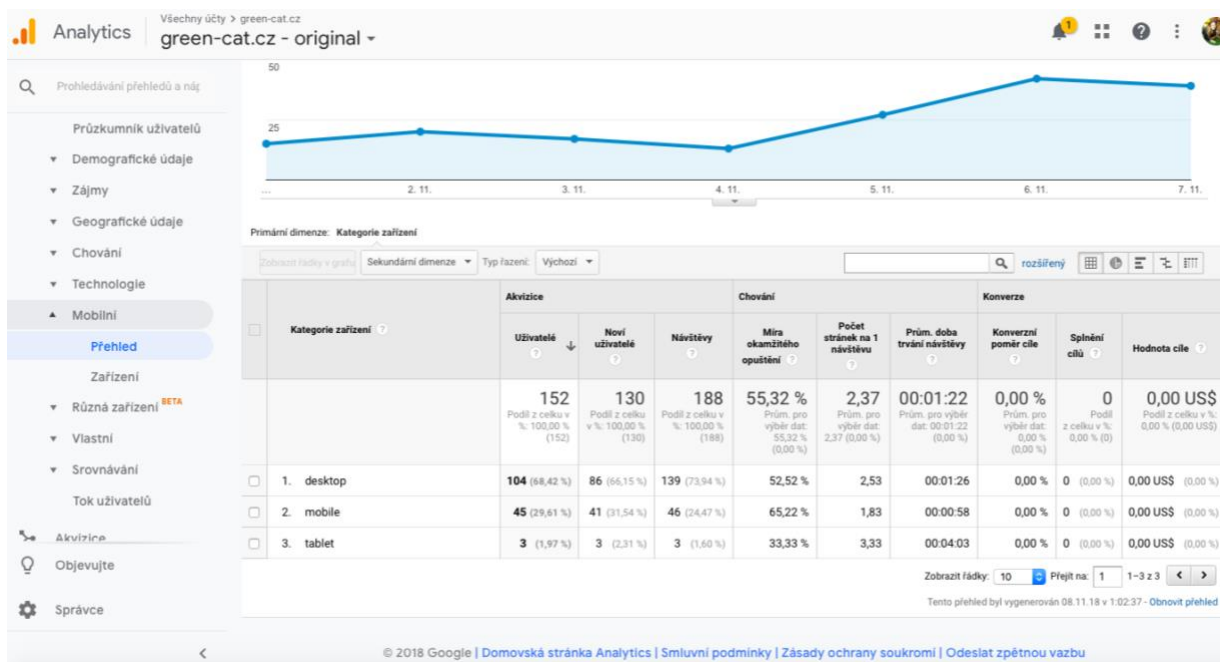 Analytics
Všechny účty > green-cat.cz
green-cat.cz - original
1
Prohledávání přehledů a náp
Průzkumník uživatelů
Demografické údaje
Zájmy
Geografické údaje
Chování
Technologie
Mobilní
Přehled
Zařízení
Různá zařízení BETA
Vlastní
Srovnávání
Tok uživatelů
Akvizice
Objevujte
Správce
50
25
...
2. 11.
3. 11.
4. 11.
5. 11.
6. 11.
7. 11.
Primární dimenze: Kategorie zařízení
Zobrazit řádky v grafu Sekundární dimenze Typ řazení: Výchozí rozšířený
Akvizice Chování Konverze
Kategorie zařízení ?
Uživatelé ?
Noví uživatelé ?
Návštěvy ?
Míra okamžitého opuštění ?
Počet stránek na 1 návštěvu ?
Prům. doba trvání návštěvy ?
Konverzní poměr cíle ?
Splnění cílů ?
Hodnota cíle ?
152 Podíl z celku v %: 100,00 % (152)
130 Podíl z celku v %: 100,00 % (130)
188 Podíl z celku v %: 100,00 % (188)
55,32 % Prům. pro výběr dat: 55,32 % (0,00 %)
2,37 Prům. pro výběr dat: 2,37 (0,00 %)
00:01:22 Prům. pro výběr dat: 00:01:22 (0,00 %)
0,00 % Prům. pro výběr dat: 0,00 % (0,00 %)
0 Podíl z celku v %: 0,00 % (0)
0,00 US$ Podíl z celku v %: 0,00 % (0,00 US$)
1. desktop 104 (68,42 %) 86 (66,15 %) 139 (73,94 %) 52,52 % 2,53 00:01:26 0,00 % 0 (0,00 %) 0,00 US$ (0,00 %)
2. mobile 45 (29,61 %) 41 (31,54 %) 46 (24,47 %) 65,22 % 1,83 00:00:58 0,00 % 0 (0,00 %) 0,00 US$ (0,00 %)
3. tablet 3 (1,97 %) 3 (2,31 %) 3 (1,60 %) 33,33 % 3,33 00:04:03 0,00 % 0 (0,00 %) 0,00 US$ (0,00 %)
Zobrazit řádky: 10 Přejít na: 1 1–3 z 3
Tento přehled byl vygenerován 08.11.18 v 1:02:37 - Obnovit přehled
© 2018 Google | Domovská stránka Analytics | Smluvní podmínky | Zásady ochrany soukromí | Odeslat zpětnou vazbu